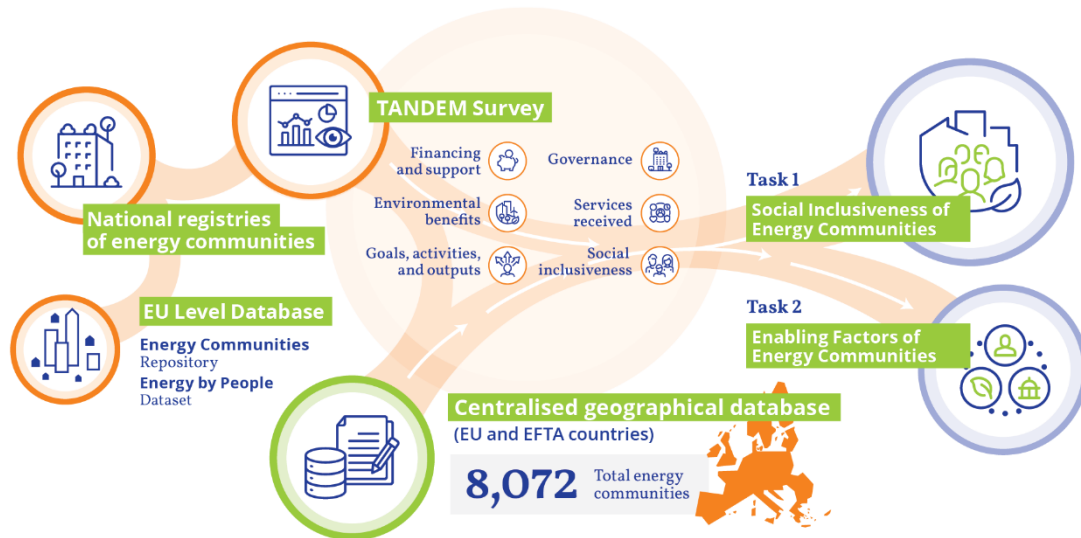 TANDEM Survey
Financing
and support
Governance
Environmental
benefits
Services
received
Goals, activities,
and outputs
Social
inclusiveness
National registries
of energy communities
EU Level Database
Energy Communities
Repository
Energy by People
Dataset
Task 1
Social Inclusiveness of
Energy Communities
Task 2
Enabling Factors of
Energy Communities
Centralised geographical database
(EU and EFTA countries)
8,072
Total energy
communities